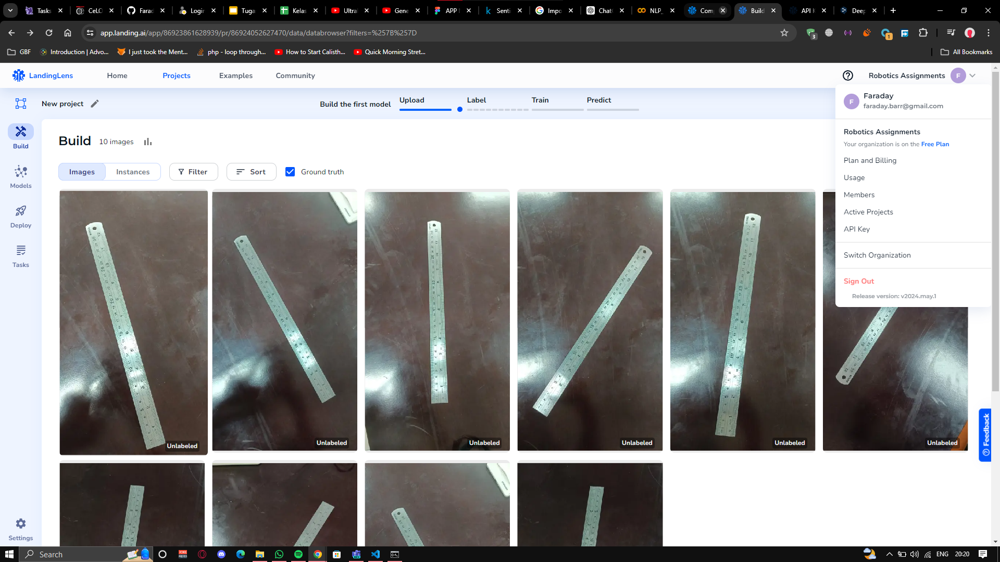 Tasks
CeLO
Farad
Login
Tuga
Kelas
Ultral
Gene
APP
Senti
Impo
Chat
NLP_
Com
Build
API K
Deep
app.landing.ai/app/86923861628939/pr/86924052627470/data/databrowser?filters=%257B%257D
3
1
GBF
Introduction | Advo...
I just took the Ment...
php - loop through...
How to Start Calisth...
Quick Morning Stret...
All Bookmarks
LandingLens
Home
Projects
Examples
Community
Robotics Assignments
F
New project
Build the first model
Upload
Label
Train
Predict
F
Faraday
faraday.barr@gmail.com
Robotics Assignments
Your organization is on the Free Plan
Plan and Billing
Usage
Members
Active Projects
API Key
Switch Organization
Sign Out
Release version: v2024.may.1
Build
Models
Deploy
Tasks
Settings
Build
10 images
Images
Instances
Filter
Sort
Ground truth
Unlabeled
Unlabeled
Unlabeled
Unlabeled
Unlabeled
Unlabeled
Feedback
Search
ENG
20:20